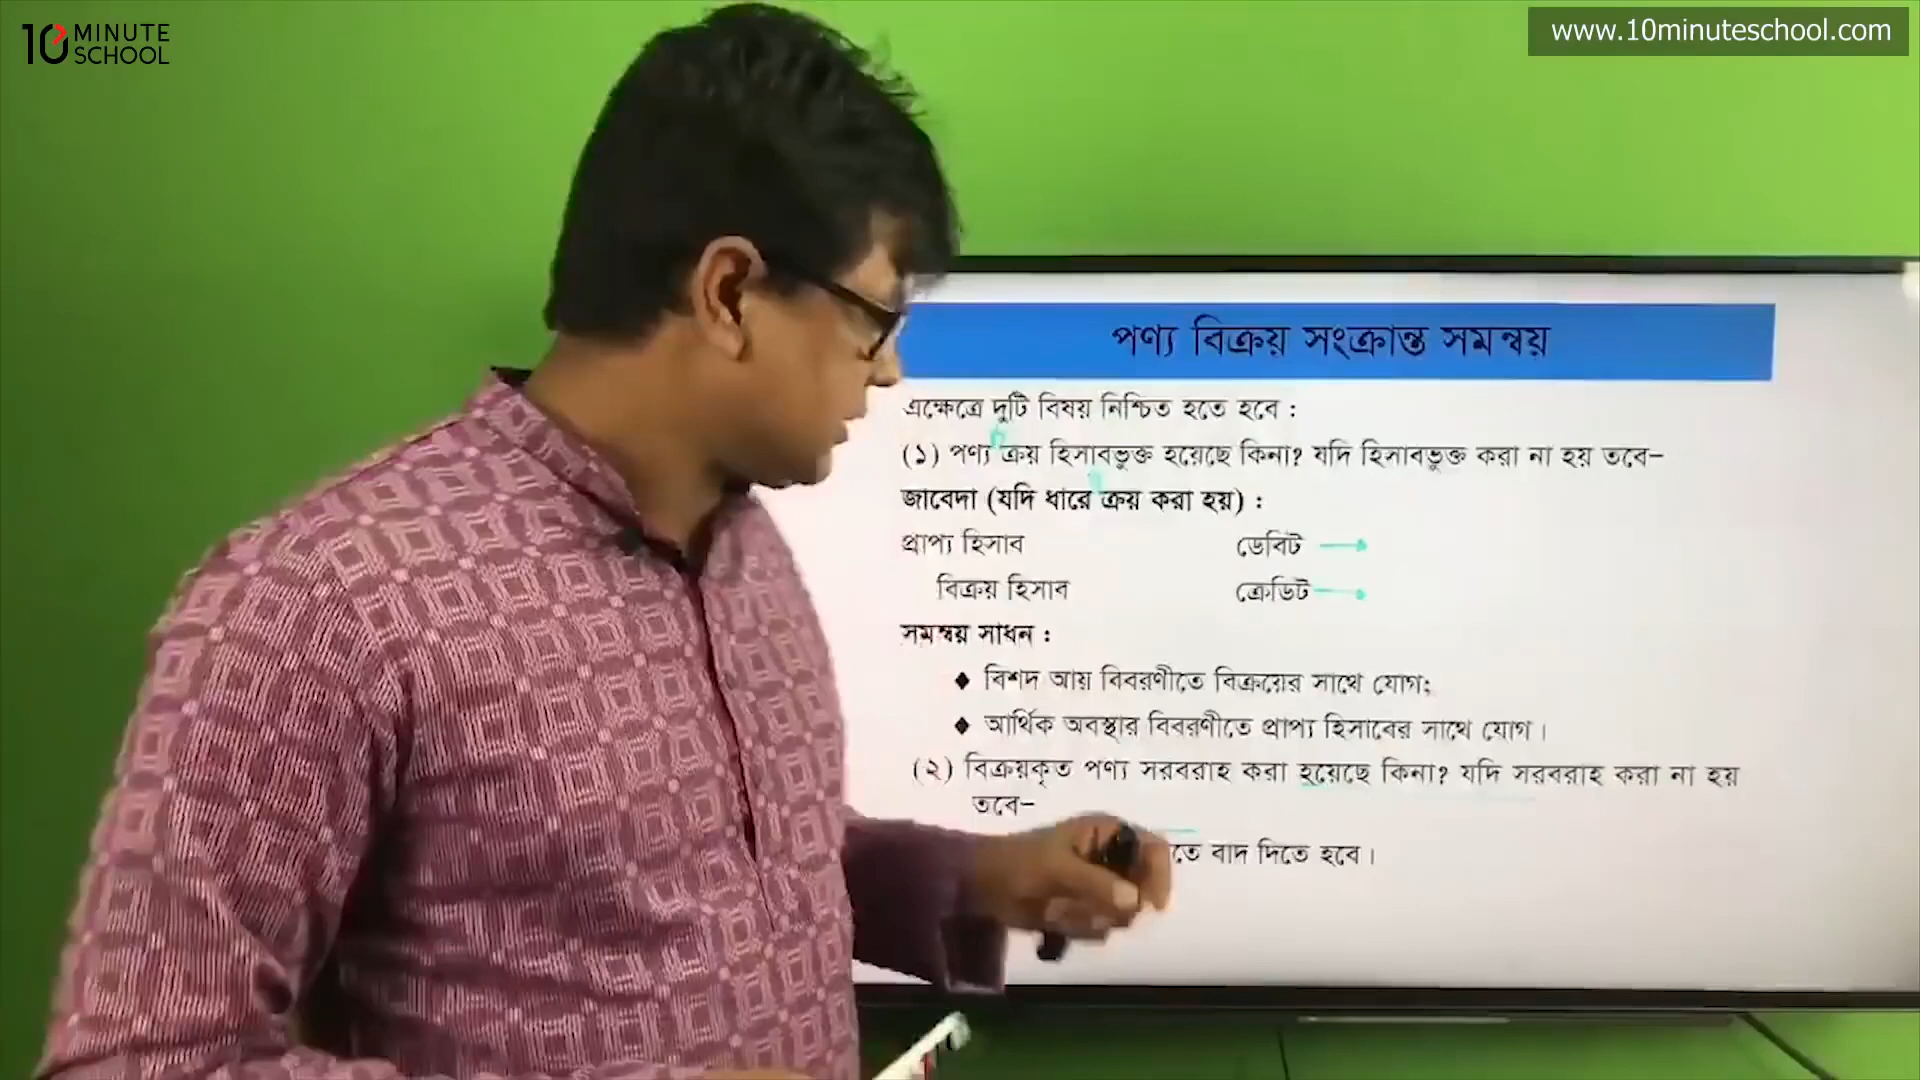 10 MINUTE SCHOOL
www.10minuteschool.com
পণ্য বিক্রয় সংক্রান্ত সমন্বয়
এক্ষেত্রে দুটি বিষয় নিশ্চিত হতে হবে :
(১) পণ্য ক্রয় হিসাবভুক্ত হয়েছে কিনা? যদি হিসাবভুক্ত করা না হয় তবে–
জাবেদা (যদি ধারে ক্রয় করা হয়) :
প্রাপ্য হিসাব ডেবিট
বিক্রয় হিসাব ক্রেডিট
সমন্বয় সাধন :
♦ বিশদ আয় বিবরণীতে বিক্রয়ের সাথে যোগ;
♦ আর্থিক অবস্থার বিবরণীতে প্রাপ্য হিসাবের সাথে যোগ।
(২) বিক্রয়কৃত পণ্য সরবরাহ করা হয়েছে কিনা? যদি সরবরাহ করা না হয়
তবে–
বাদ দিতে হবে।